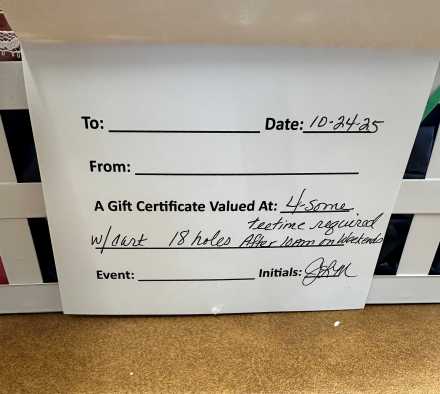 To: Date: 10-24-25
From:
A Gift Certificate Valued At: 4-some
teetime required
w/cart 18 holes After 10am on weekends
Event: Initials: